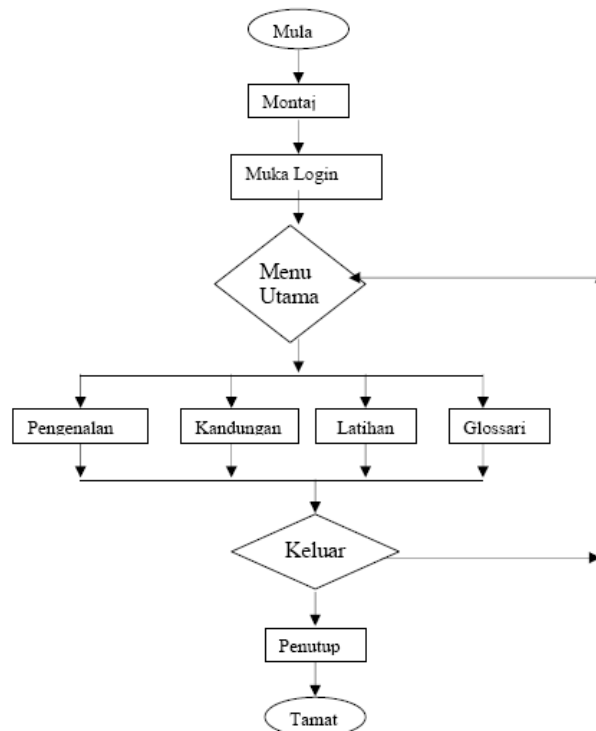 Mula
Montaj
Muka Login
Menu
Utama
Pengenalan
Kandungan
Latihan
Glossari
Keluar
Penutup
Tamat